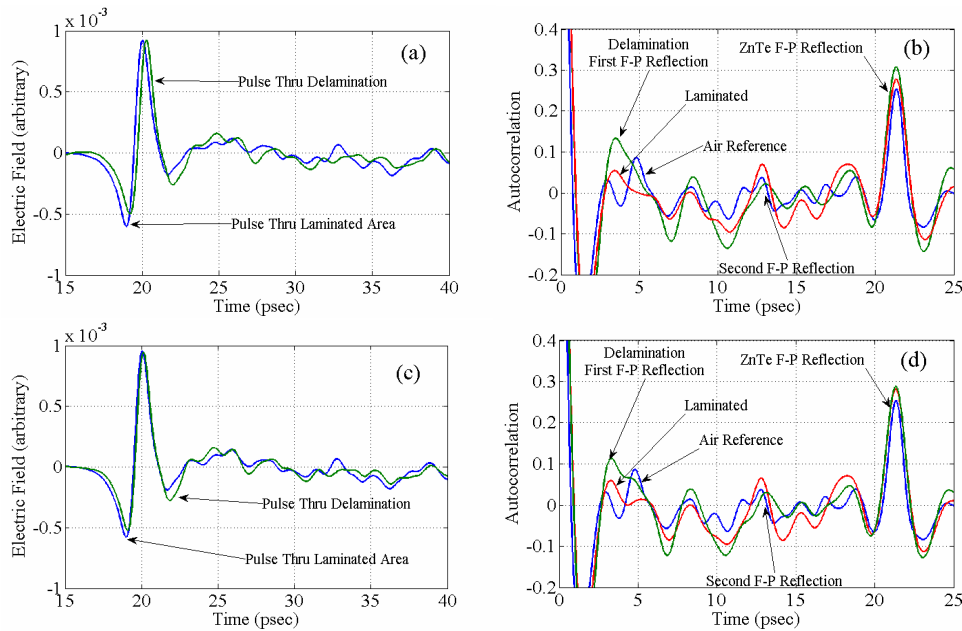 x 10⁻³
(a)
Pulse Thru Delamination
Pulse Thru Laminated Area
Electric Field (arbitrary)
1
0.5
0
-0.5
-1
15 20 25 30 35 40
Time (psec)
(b)
Delamination
First F-P Reflection
ZnTe F-P Reflection
Laminated
Air Reference
Second F-P Reflection
Autocorrelation
0.4
0.3
0.2
0.1
0
-0.1
-0.2
0 5 10 15 20 25
Time (psec)
x 10⁻³
(c)
Pulse Thru Delamination
Pulse Thru Laminated Area
Electric Field (arbitrary)
1
0.5
0
-0.5
-1
15 20 25 30 35 40
Time (psec)
(d)
Delamination
First F-P Reflection
ZnTe F-P Reflection
Laminated
Air Reference
Second F-P Reflection
Autocorrelation
0.4
0.3
0.2
0.1
0
-0.1
-0.2
0 5 10 15 20 25
Time (psec)